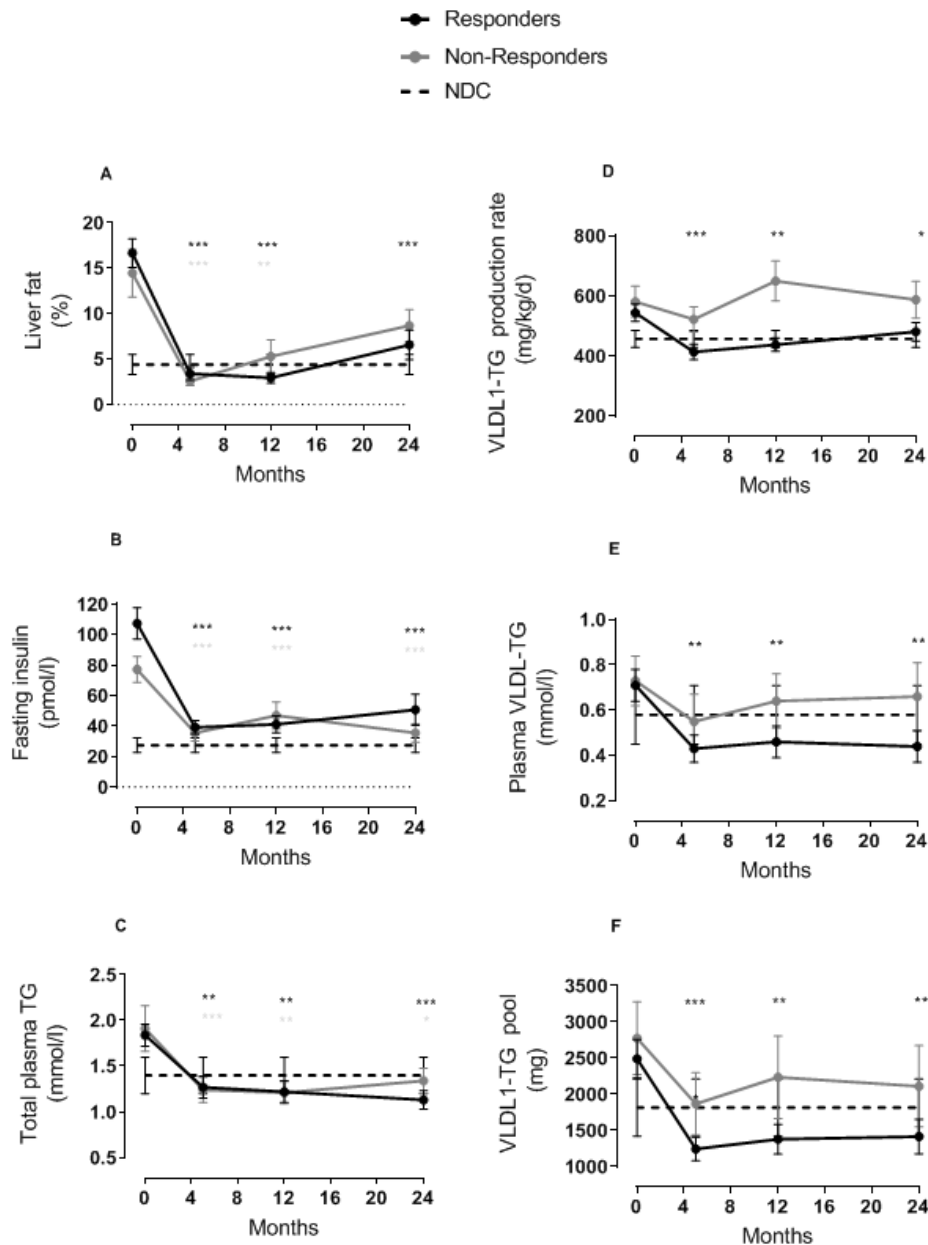 Responders
Non-Responders
NDC
A
20
15
10
5
0
Liver fat
(%)
***
***
***
**
***
0 4 8 12 16 20 24
Months
D
800
600
400
200
VLDL1-TG production rate
(mg/kg/d)
***
**
*
0 4 8 12 16 20 24
Months
B
120
100
80
60
40
20
0
Fasting insulin
(pmol/l)
***
***
***
***
***
***
0 4 8 12 16 20 24
Months
E
1.0
0.8
0.6
0.4
0.2
Plasma VLDL-TG
(mmol/l)
**
**
**
0 4 8 12 16 20 24
Months
C
2.5
2.0
1.5
1.0
0.5
Total plasma TG
(mmol/l)
**
***
**
**
***
*
0 4 8 12 16 20 24
Months
F
3500
3000
2500
2000
1500
1000
VLDL1-TG pool
(mg)
***
**
**
0 4 8 12 16 20 24
Months